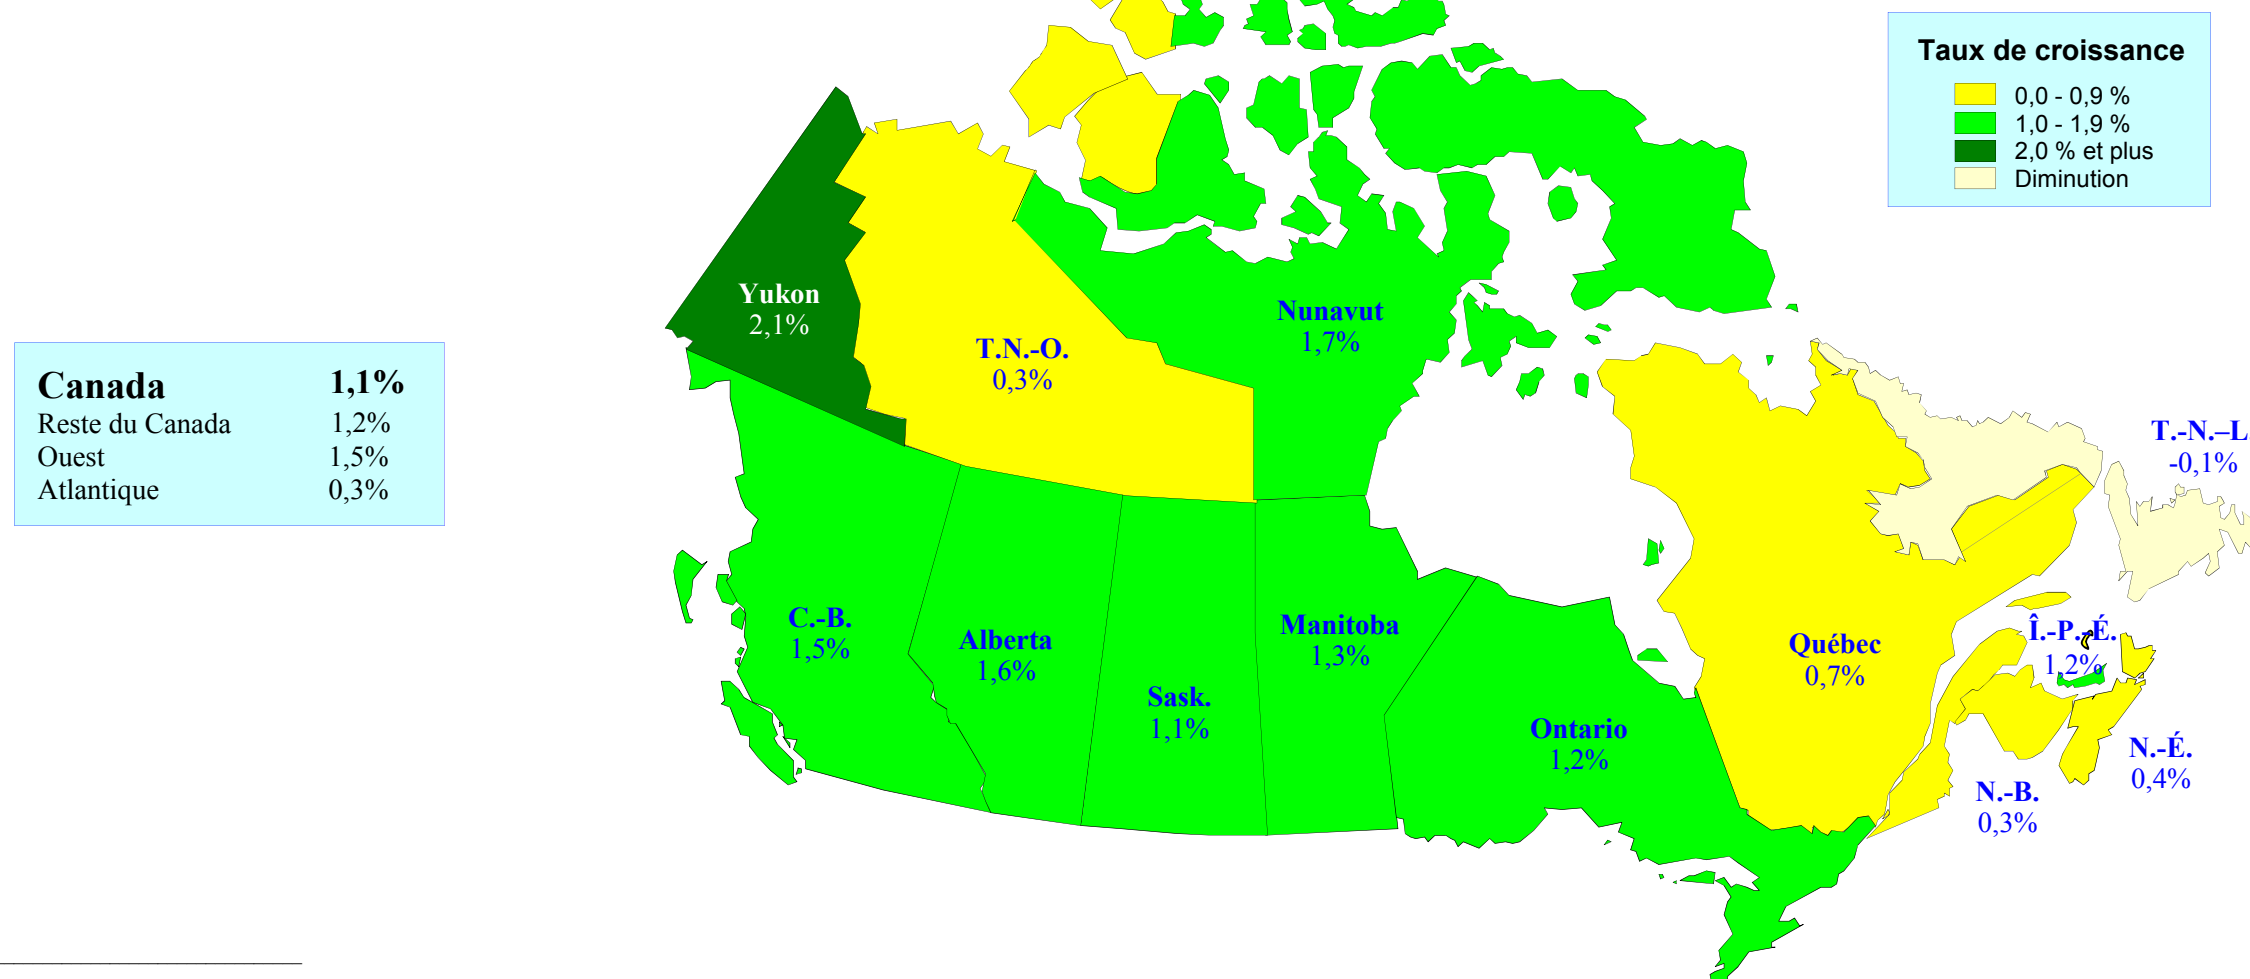 Taux de croissance
0,0 - 0,9 %
1,0 - 1,9 %
2,0 % et plus
Diminution
Canada 1,1%
Reste du Canada 1,2%
Ouest 1,5%
Atlantique 0,3%
Yukon
2,1%
T.N.-O.
0,3%
Nunavut
1,7%
T.-N.–L
-0,1%
C.-B.
1,5%
Alberta
1,6%
Sask.
1,1%
Manitoba
1,3%
Ontario
1,2%
Québec
0,7%
Î.-P.-É.
1,2%
N.-É.
0,4%
N.-B.
0,3%